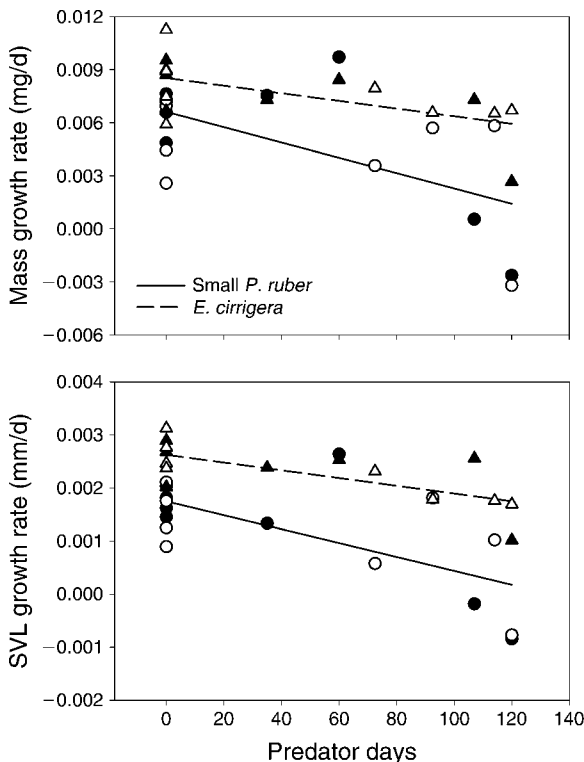 0.012
0.009
0.006
0.003
0.000
−0.003
−0.006
Mass growth rate (mg/d)
Small P. ruber
E. cirrigera
0.004
0.003
0.002
0.001
0.000
−0.001
−0.002
SVL growth rate (mm/d)
0 20 40 60 80 100 120 140
Predator days